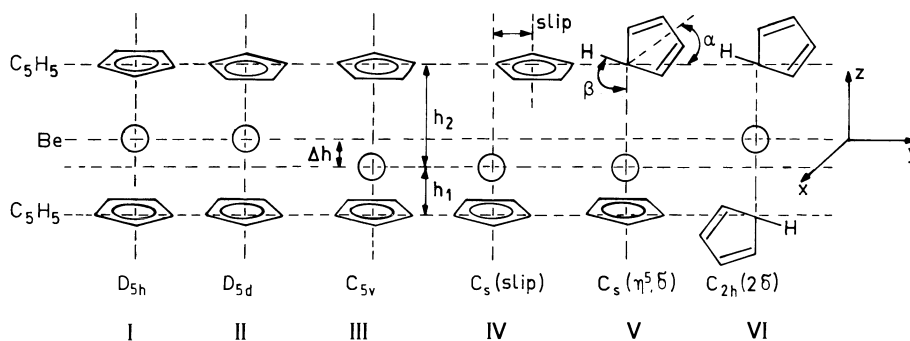 slip
C₅H₅ H α H
β z
h₂
Be
Δh y
h₁ x
C₅H₅ H
D₅ₕ D₅d C₅ᵥ Cₛ(slip) Cₛ(η⁵,δ) C₂ₕ(2δ)
I II III IV V VI